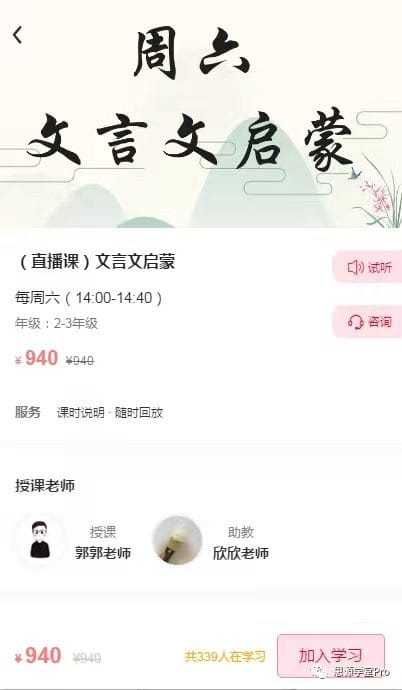 周六
文言文启蒙
（直播课）文言文启蒙
试听
每周六（14:00-14:40）
年级：2-3年级
咨询
¥ 940 ¥940
服务 课时说明 · 随时回放
授课老师
授课 助教
郭郭老师 欣欣老师
¥ 940 ¥940 共339人在学习 加入学习
思源学堂Pro